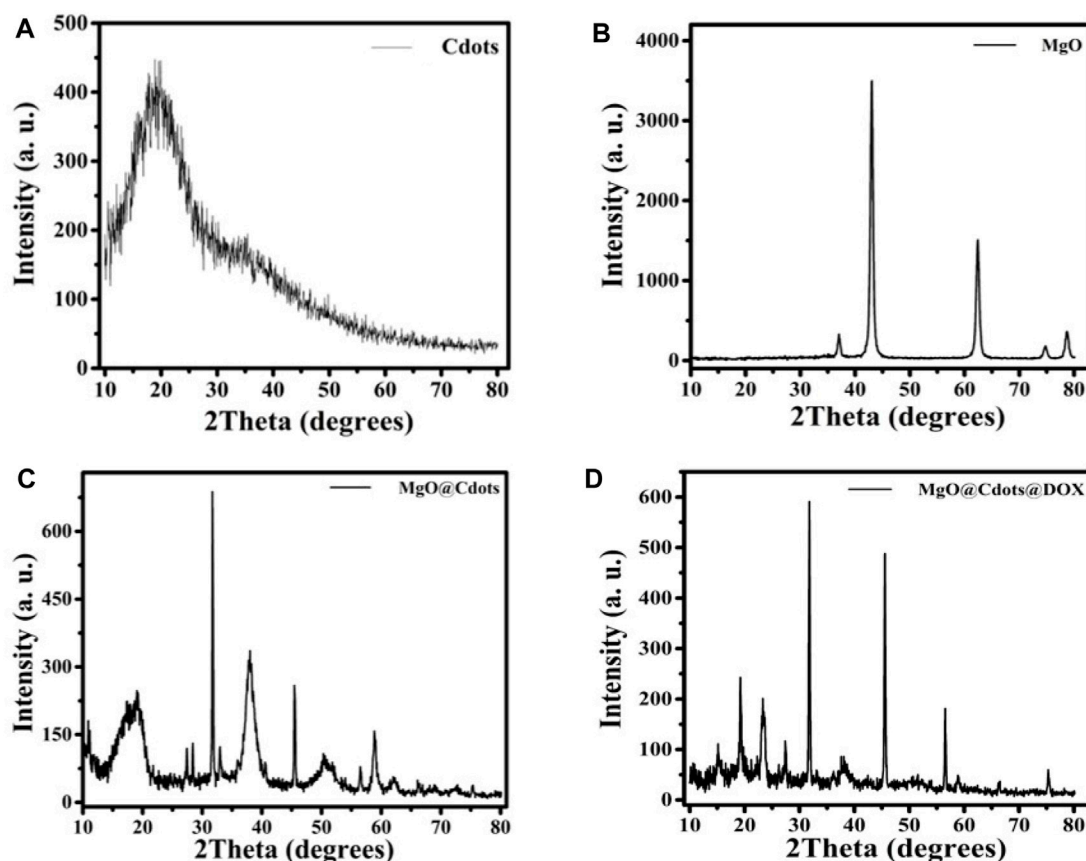 A
Cdots
500
400
300
200
100
0
Intensity (a. u.)
10 20 30 40 50 60 70 80
2Theta (degrees)
B
MgO
4000
3000
2000
1000
0
Intensity (a. u.)
10 20 30 40 50 60 70 80
2Theta (degrees)
C
MgO@Cdots
600
450
300
150
0
Intensity (a. u.)
10 20 30 40 50 60 70 80
2Theta (degrees)
D
MgO@Cdots@DOX
600
500
400
300
200
100
0
Intensity (a. u.)
10 20 30 40 50 60 70 80
2Theta (degrees)